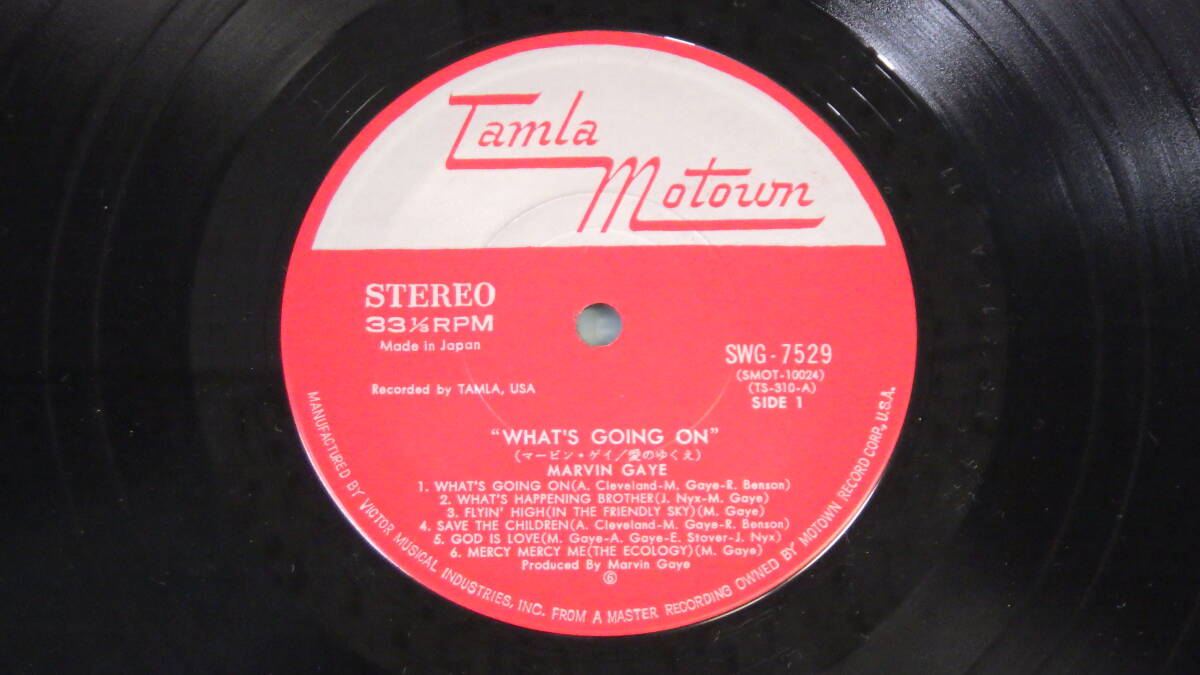 Tamla
Motown
STEREO
33 1/3 RPM
Made in Japan
Recorded by TAMLA, USA
SWG-7529
(SMOT-10024)
(TS-310-A)
SIDE 1
"WHAT'S GOING ON"
(マービン・ゲイ/愛のゆくえ)
MARVIN GAYE
1. WHAT'S GOING ON(A. Cleveland-M. Gaye-R. Benson)
2. WHAT'S HAPPENING BROTHER(J. Nyx-M. Gaye)
3. FLYIN' HIGH(IN THE FRIENDLY SKY)(M. Gaye)
4. SAVE THE CHILDREN(A. Cleveland-M. Gaye-R. Benson)
5. GOD IS LOVE(M. Gaye-A. Gaye-E. Stover-J. Nyx)
6. MERCY MERCY ME(THE ECOLOGY)(M. Gaye)
Produced By Marvin Gaye
⑥
MANUFACTURED BY VICTOR MUSICAL INDUSTRIES, INC. FROM A MASTER RECORDING OWNED BY MOTOWN RECORD CORP., U.S.A.